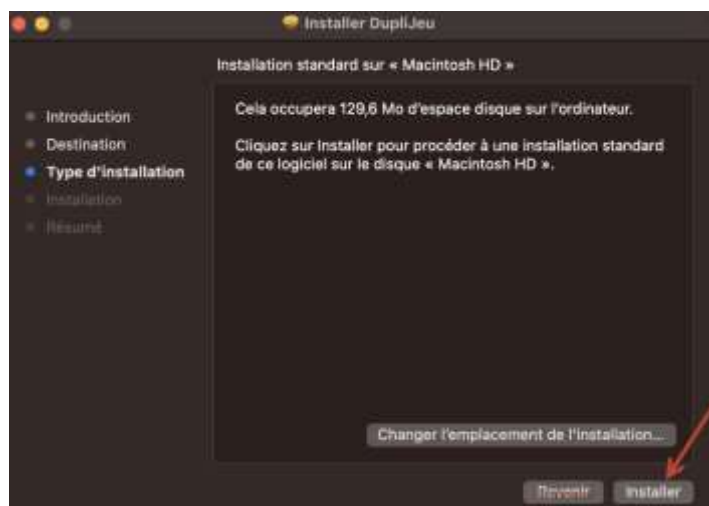 Installer DupliJeu
Installation standard sur « Macintosh HD »
Introduction
Destination
Type d'installation
Installation
Résumé
Cela occupera 129,6 Mo d'espace disque sur l'ordinateur.
Cliquez sur Installer pour procéder à une installation standard
de ce logiciel sur le disque « Macintosh HD ».
Changer l'emplacement de l'installation...
Revenir
Installer